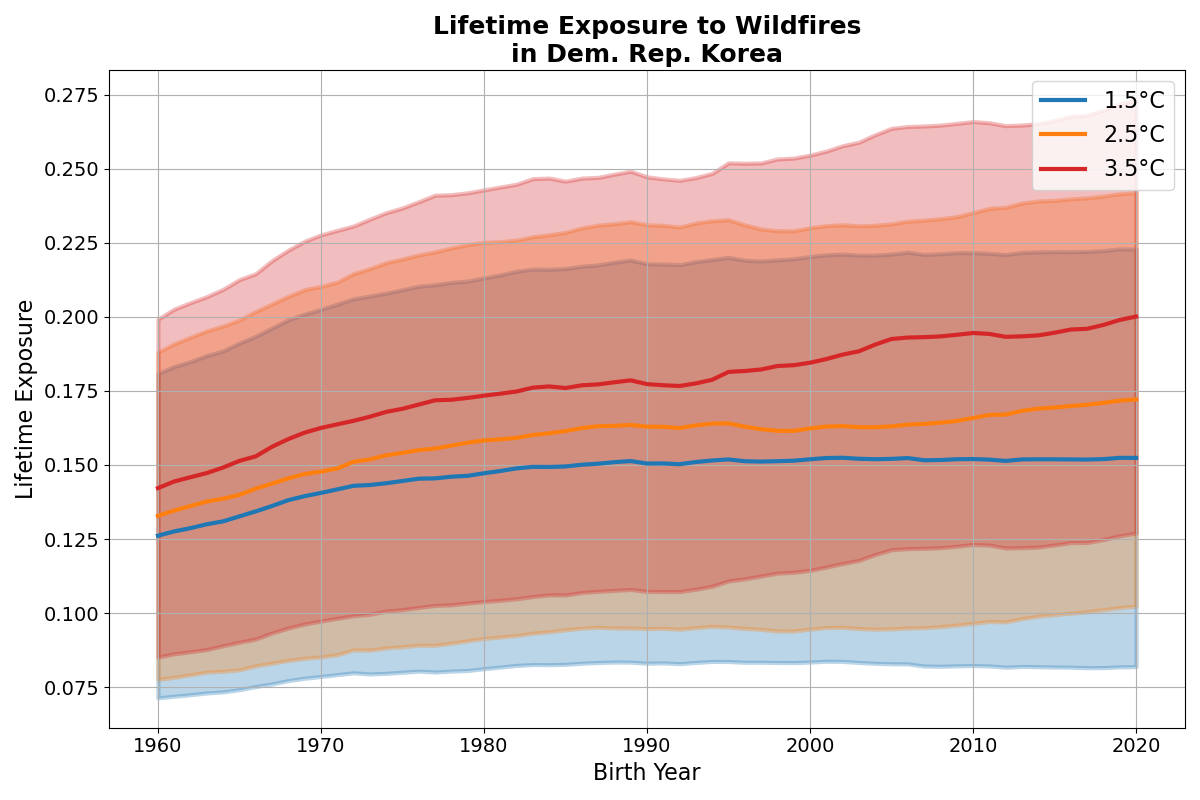 Lifetime Exposure to Wildfires
in Dem. Rep. Korea
1.5°C
2.5°C
3.5°C
Lifetime Exposure
0.275
0.250
0.225
0.200
0.175
0.150
0.125
0.100
0.075
1960 1970 1980 1990 2000 2010 2020
Birth Year